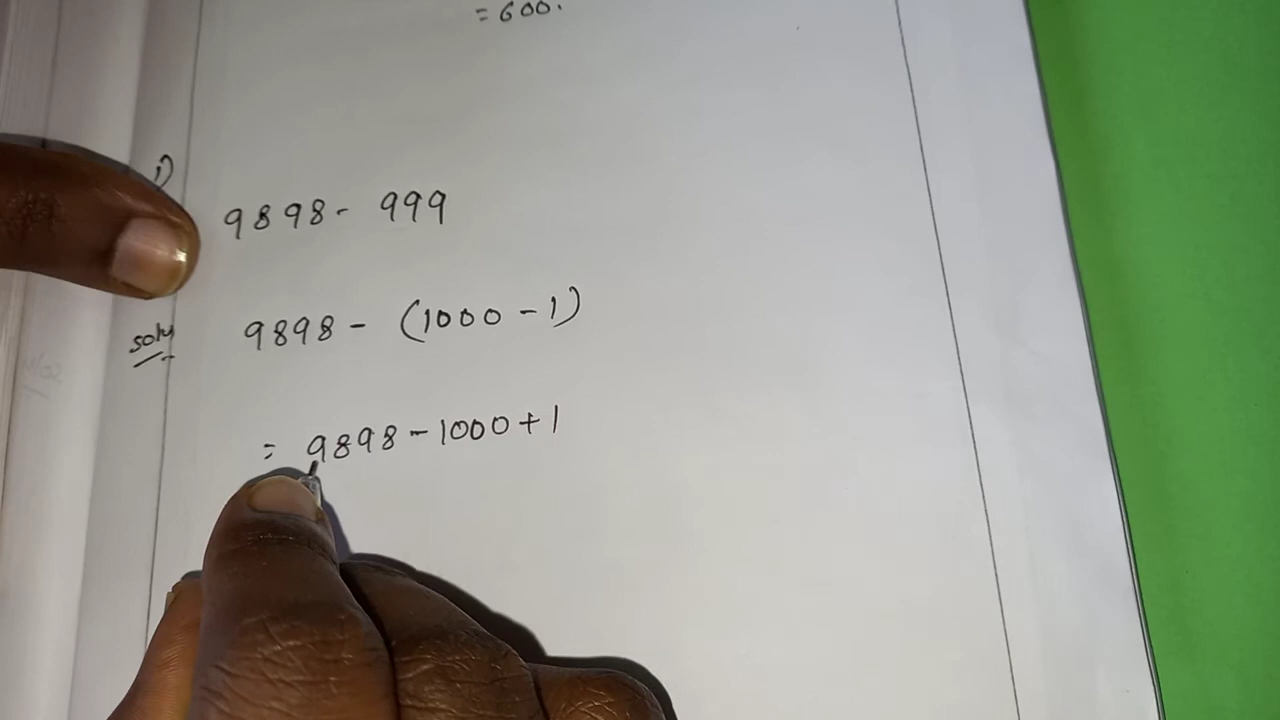 = 600.
1)
9898 - 999
soln 9898 - (1000 - 1)
= 9898 - 1000 + 1